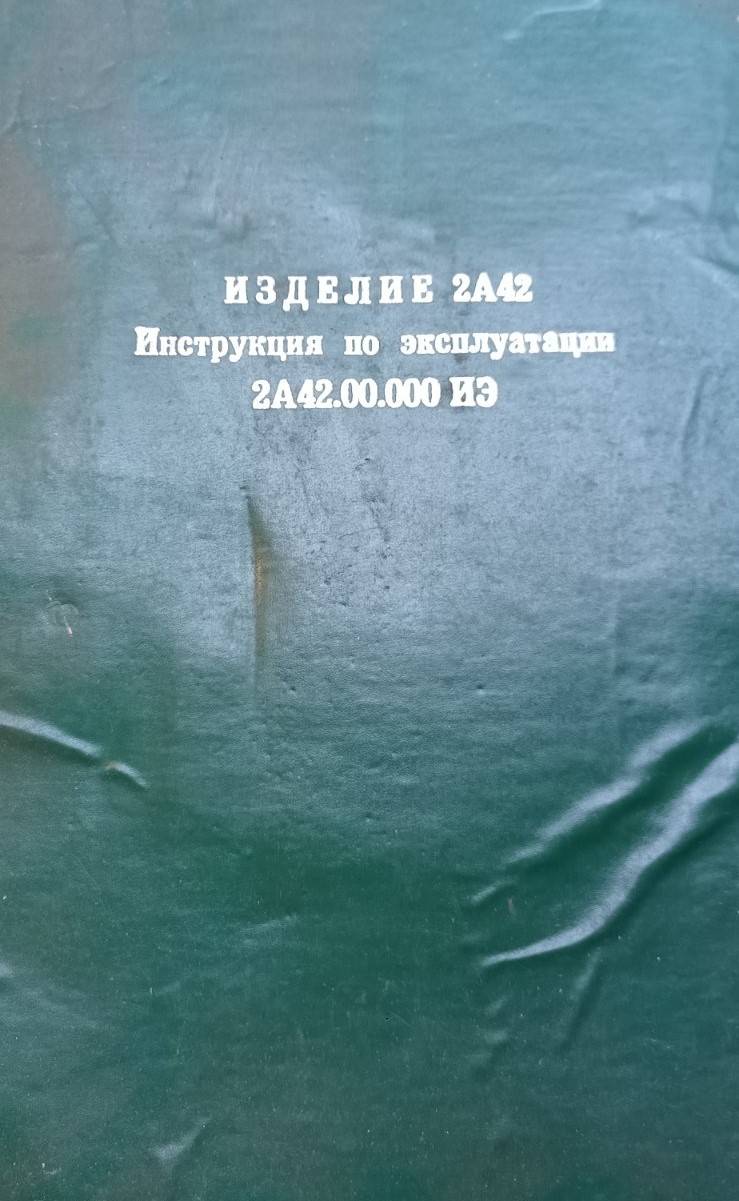 ИЗДЕЛИЕ 2А42
Инструкция по эксплуатации
2А42.00.000 ИЭ